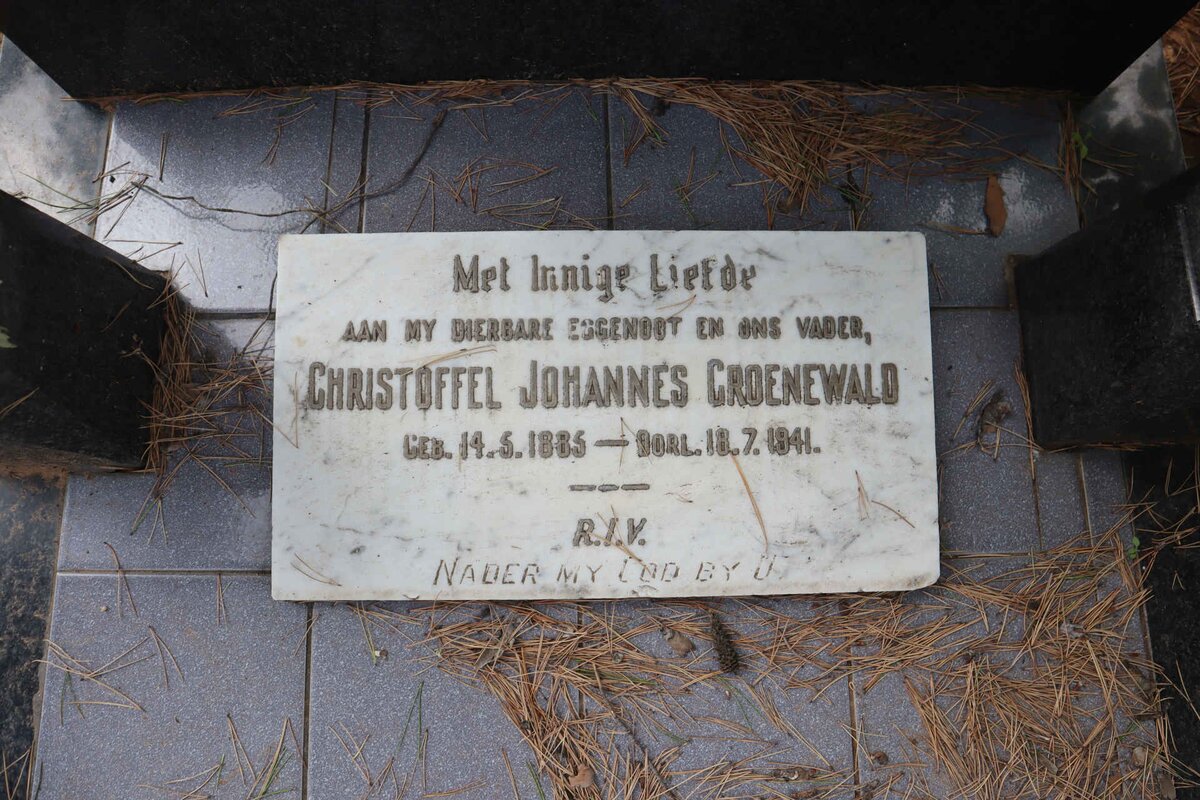 Met Innige Liefde
AAN MY DIERBARE EGGENOOT EN ONS VADER,
CHRISTOFFEL JOHANNES GROENEWALD
GEB. 14.5.1885 — OORL. 18.7.1941.
R.I.V.
NADER MY GOD BY U